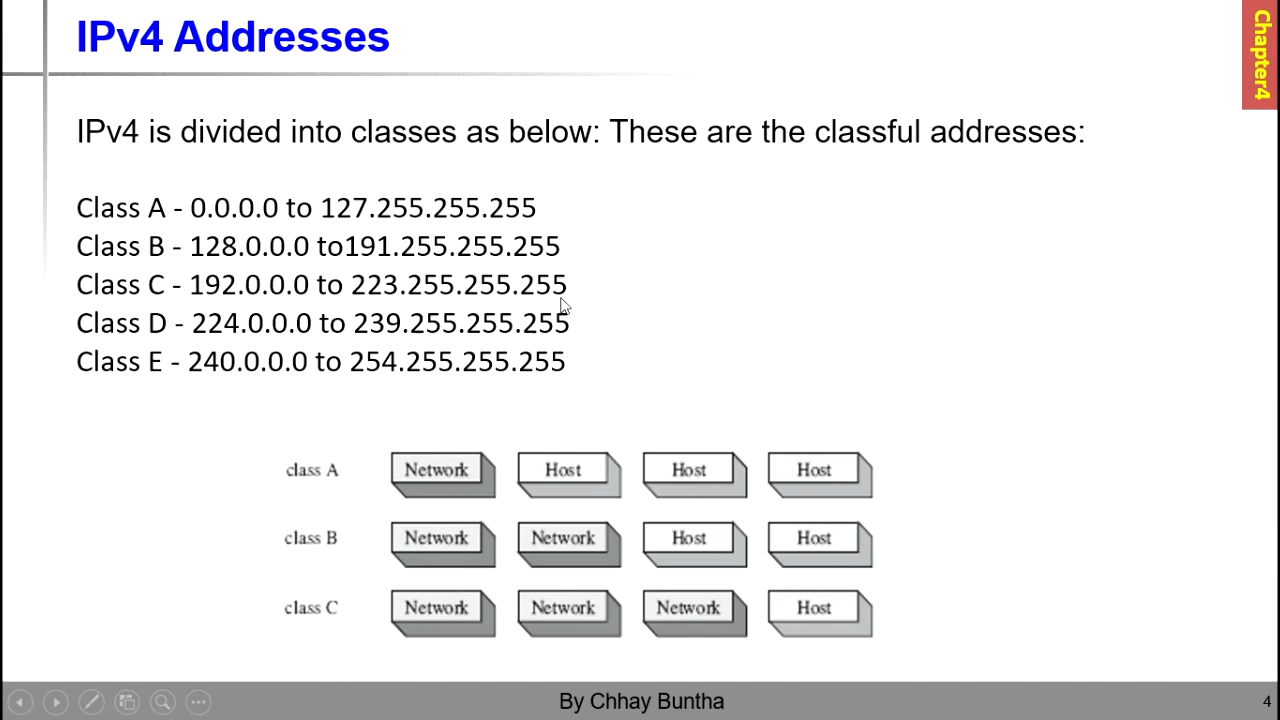 IPv4 Addresses
Chapter4
IPv4 is divided into classes as below: These are the classful addresses:
Class A - 0.0.0.0 to 127.255.255.255
Class B - 128.0.0.0 to191.255.255.255
Class C - 192.0.0.0 to 223.255.255.255
Class D - 224.0.0.0 to 239.255.255.255
Class E - 240.0.0.0 to 254.255.255.255
class A Network Host Host Host
class B Network Network Host Host
class C Network Network Network Host
By Chhay Buntha
4